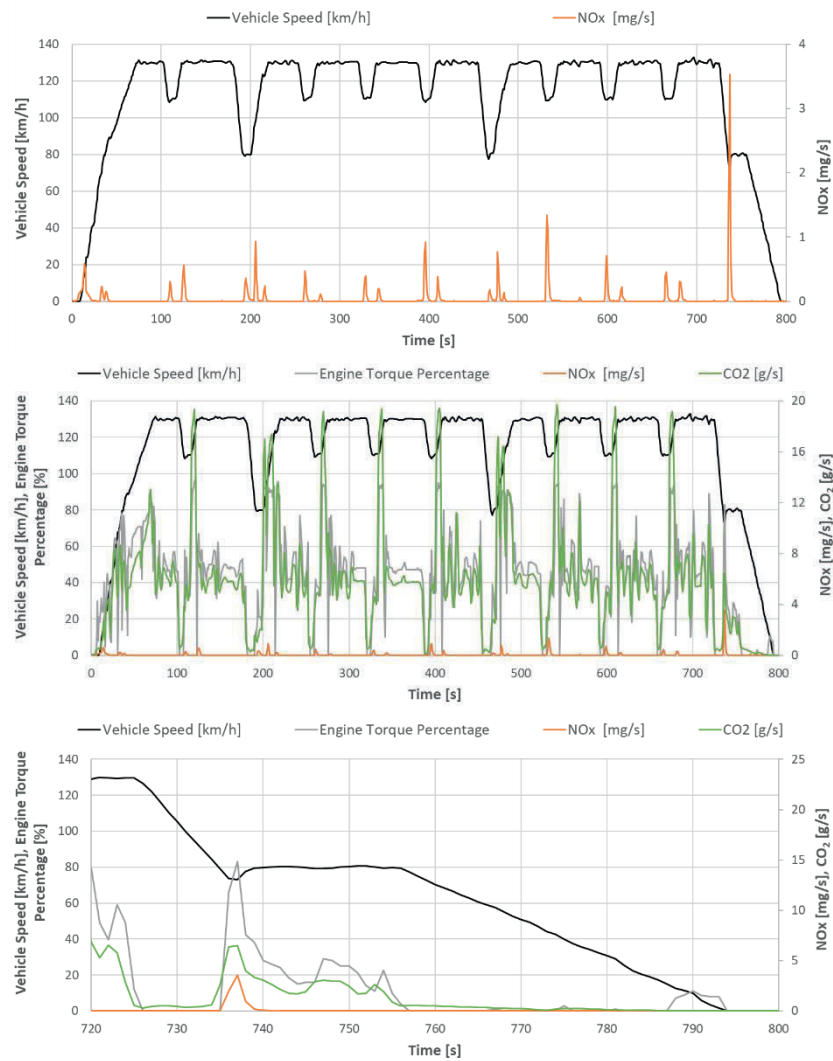 Vehicle Speed [km/h] NOx [mg/s]
140 4
120
100 3
80
60 2
40
20 1
0 0
0 100 200 300 400 500 600 700 800
Vehicle Speed [km/h]
NOx [mg/s]
Time [s]
Vehicle Speed [km/h] Engine Torque Percentage NOx [mg/s] CO2 [g/s]
140 20
120 16
100
80 12
60 8
40
20 4
0 0
0 100 200 300 400 500 600 700 800
Vehicle Speed [km/h], Engine Torque
Percentage [%]
NOx [mg/s], CO₂ [g/s]
Time [s]
Vehicle Speed [km/h] Engine Torque Percentage NOx [mg/s] CO2 [g/s]
140 25
120 20
100
80 15
60 10
40
20 5
0 0
720 730 740 750 760 770 780 790 800
Vehicle Speed [km/h], Engine Torque
Percentage [%]
NOx [mg/s], CO₂ [g/s]
Time [s]